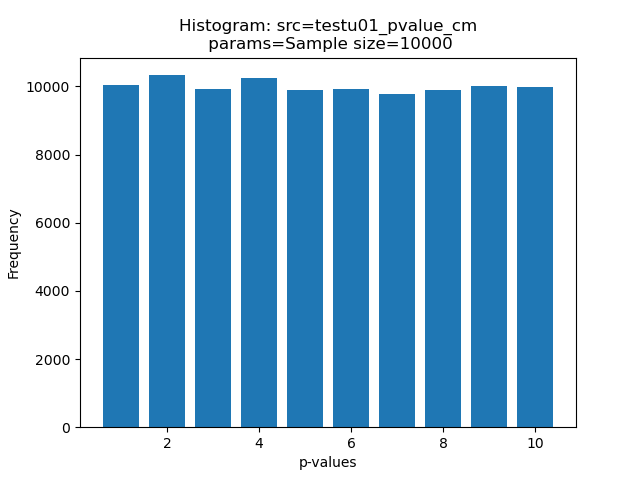 Histogram: src=testu01_pvalue_cm
params=Sample size=10000
10000
8000
6000
4000
2000
0
Frequency
2 4 6 8 10
p-values